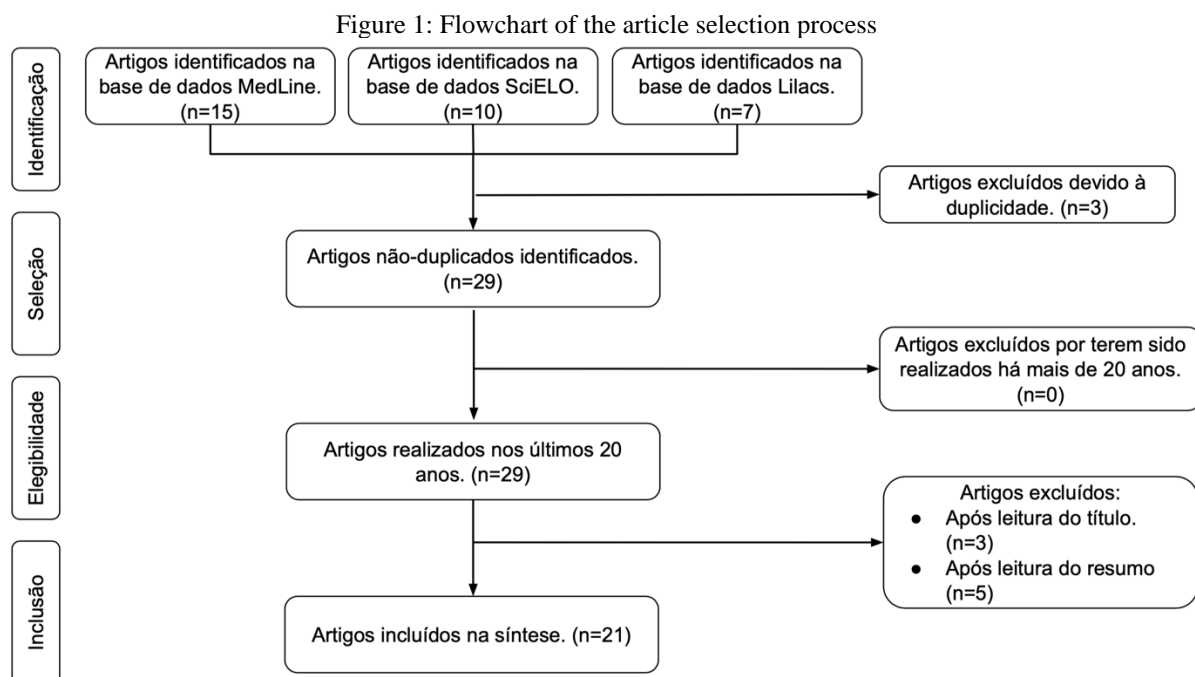 Figure 1: Flowchart of the article selection process
Identificação
Artigos identificados na
base de dados MedLine.
(n=15)
Artigos identificados na
base de dados SciELO.
(n=10)
Artigos identificados na
base de dados Lilacs.
(n=7)
Artigos excluídos devido à
duplicidade. (n=3)
Seleção
Artigos não-duplicados identificados.
(n=29)
Artigos excluídos por terem sido
realizados há mais de 20 anos.
(n=0)
Elegibilidade
Artigos realizados nos últimos 20
anos. (n=29)
Artigos excluídos:
● Após leitura do título.
(n=3)
● Após leitura do resumo
(n=5)
Inclusão
Artigos incluídos na síntese. (n=21)